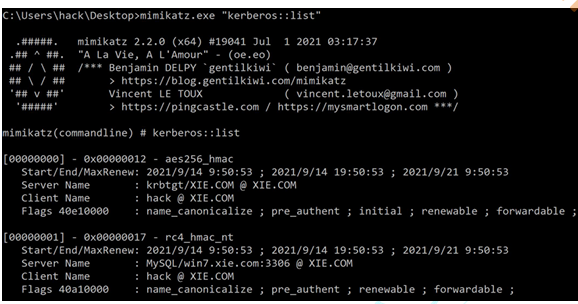 C:\Users\hack\Desktop>mimikatz.exe "kerberos::list"
.#####.   mimikatz 2.2.0 (x64) #19041 Jul  1 2021 03:17:37
.## ^ ##.  "A La Vie, A L'Amour" - (oe.eo)
## / \ ##  /*** Benjamin DELPY `gentilkiwi` ( benjamin@gentilkiwi.com )
## \ / ##       > https://blog.gentilkiwi.com/mimikatz
'## v ##'       Vincent LE TOUX             ( vincent.letoux@gmail.com )
'#####'        > https://pingcastle.com / https://mysmartlogon.com ***/
mimikatz(commandline) # kerberos::list
[00000000] - 0x00000012 - aes256_hmac
Start/End/MaxRenew: 2021/9/14 9:50:53 ; 2021/9/14 19:50:53 ; 2021/9/21 9:50:53
Server Name       : krbtgt/XIE.COM @ XIE.COM
Client Name       : hack @ XIE.COM
Flags 40e10000    : name_canonicalize ; pre_authent ; initial ; renewable ; forwardable ;
[00000001] - 0x00000017 - rc4_hmac_nt
Start/End/MaxRenew: 2021/9/14 9:50:53 ; 2021/9/14 19:50:53 ; 2021/9/21 9:50:53
Server Name       : MySQL/win7.xie.com:3306 @ XIE.COM
Client Name       : hack @ XIE.COM
Flags 40a10000    : name_canonicalize ; pre_authent ; renewable ; forwardable ;